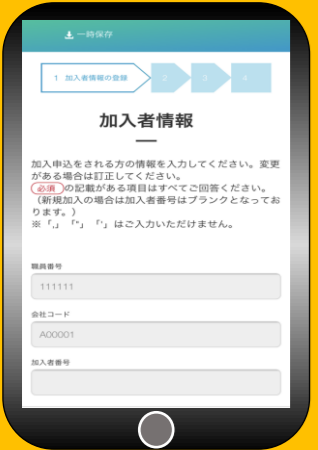 一時保存
1 加入者情報の登録 2 3 4
加入者情報
加入申込をされる方の情報を入力してください。変更
がある場合は訂正してください。
必須の記載がある項目はすべてご回答ください。
（新規加入の場合は加入者番号はブランクとなってお
ります。）
※「,」「"」「'」はご入力いただけません。
職員番号
111111
会社コード
A00001
加入者番号